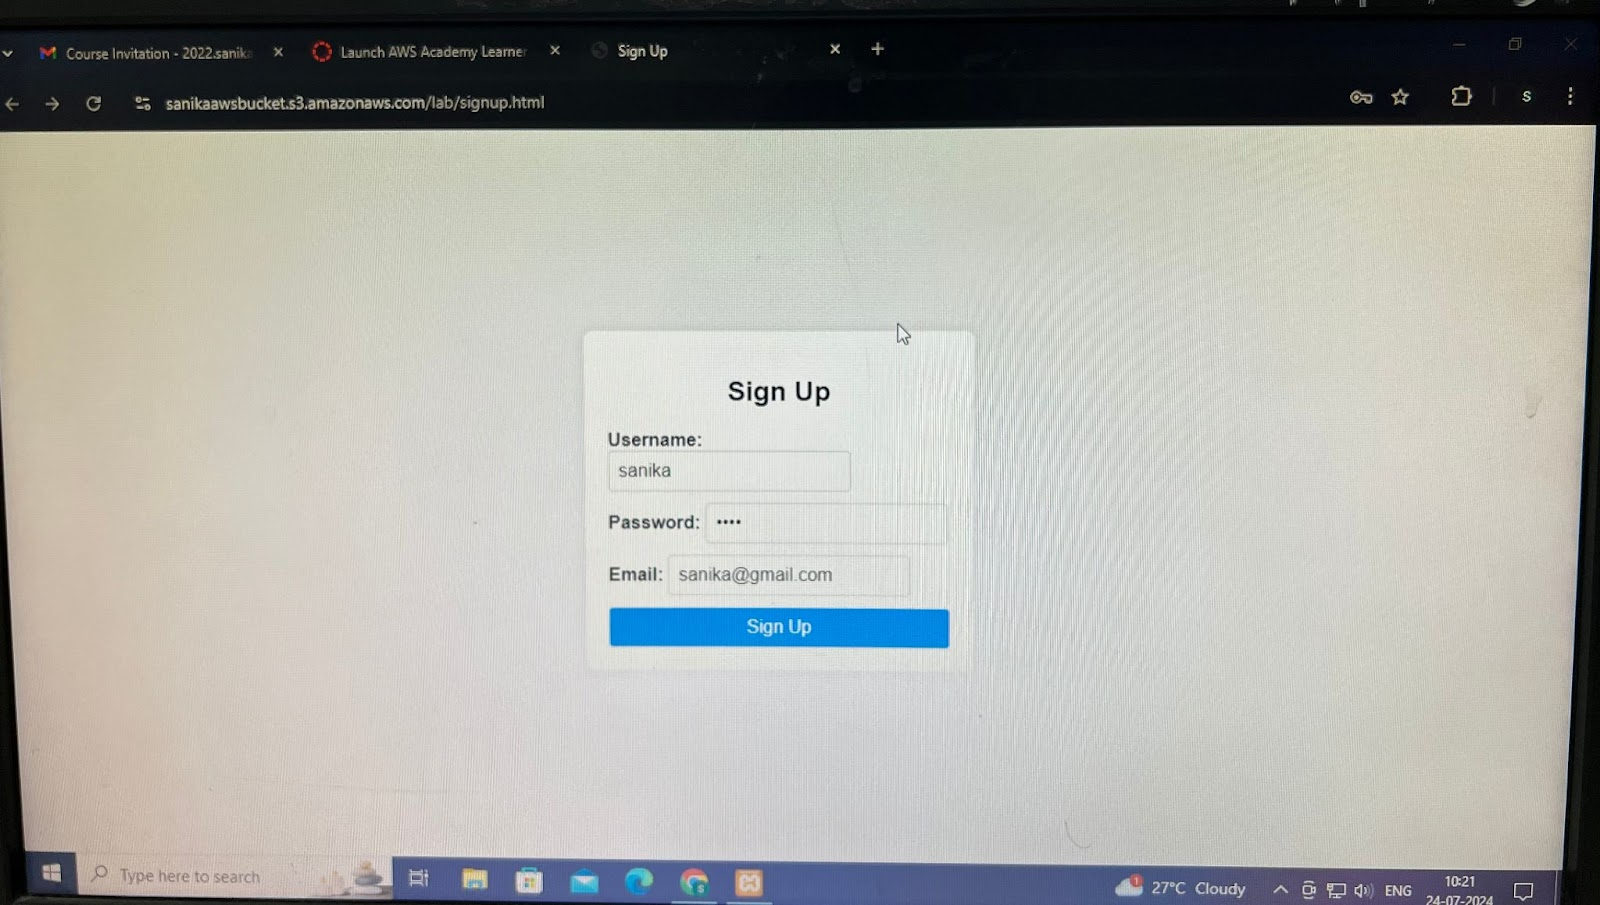 Course Invitation - 2022.sanika
Launch AWS Academy Learner
Sign Up
sanikaawsbucket.s3.amazonaws.com/lab/signup.html
S
Sign Up
Username:
sanika
Password: ••••
Email: sanika@gmail.com
Sign Up
Type here to search
27°C Cloudy
ENG
10:21
24-07-2024